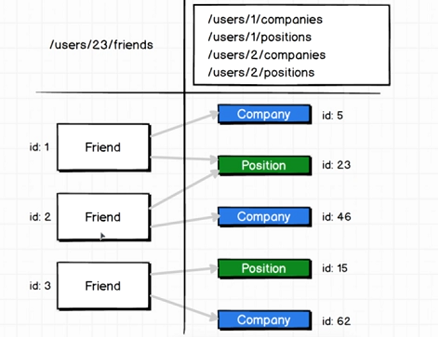 /users/23/friends
/users/1/companies
/users/1/positions
/users/2/companies
/users/2/positions
id: 1
Friend
id: 2
Friend
id: 3
Friend
Company
id: 5
Position
id: 23
Company
id: 46
Position
id: 15
Company
id: 62